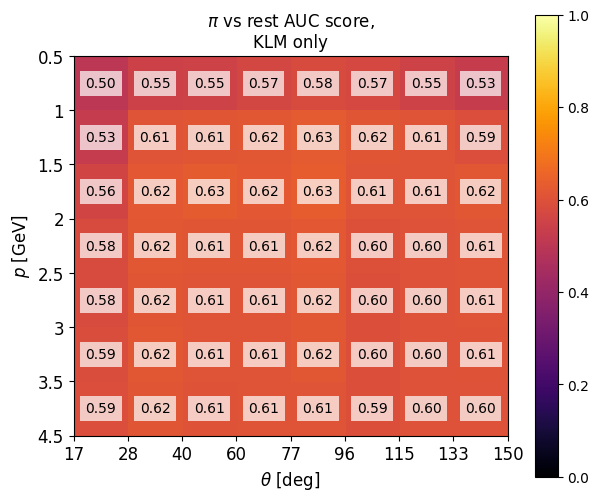 π vs rest AUC score,
KLM only
1.0
0.5
0.50 0.55 0.55 0.57 0.58 0.57 0.55 0.53
1
0.53 0.61 0.61 0.62 0.63 0.62 0.61 0.59
0.8
1.5
0.56 0.62 0.63 0.62 0.63 0.61 0.61 0.62
2
0.6
p [GeV]
0.58 0.62 0.61 0.61 0.62 0.60 0.60 0.61
2.5
0.4
0.58 0.62 0.61 0.61 0.62 0.60 0.60 0.61
3
0.59 0.62 0.61 0.61 0.62 0.60 0.60 0.61
3.5
0.2
0.59 0.62 0.61 0.61 0.61 0.59 0.60 0.60
4.5
17 28 40 60 77 96 115 133 150
0.0
θ [deg]